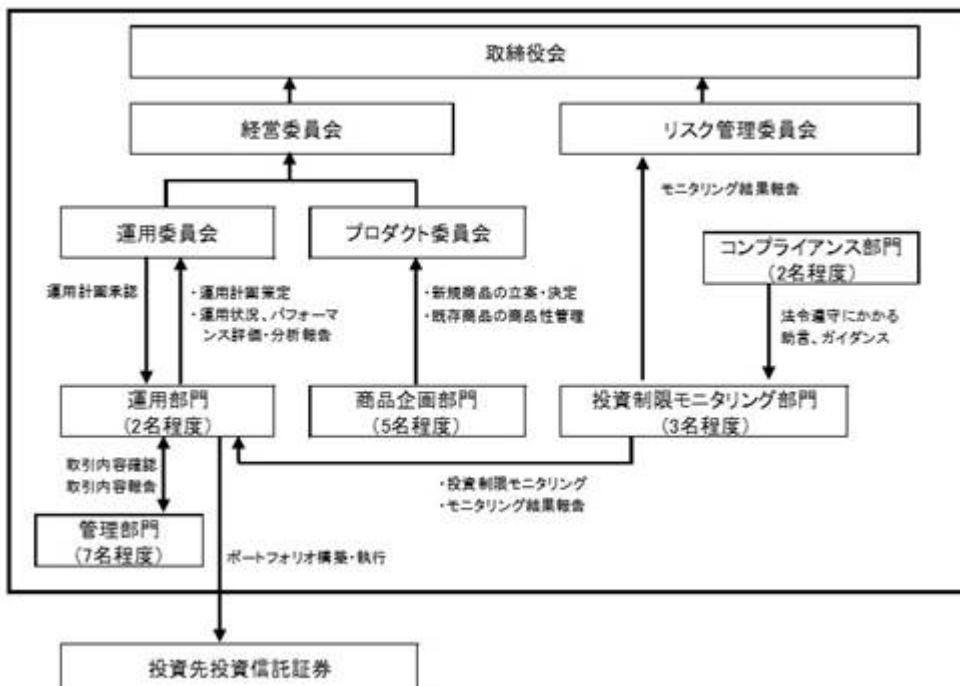 取締役会
経営委員会
リスク管理委員会
モニタリング結果報告
運用委員会
プロダクト委員会
コンプライアンス部門
(2名程度)
運用計画承認
・運用計画策定
・運用状況、パフォーマ
ンス評価・分析報告
・新規商品の立案・決定
・既存商品の商品性管理
法令遵守にかかる
助言、ガイダンス
運用部門
(2名程度)
商品企画部門
(5名程度)
投資制限モニタリング部門
(3名程度)
取引内容確認
取引内容報告
・投資制限モニタリング
・モニタリング結果報告
管理部門
(7名程度)
ポートフォリオ構築・執行
投資先投資信託証券